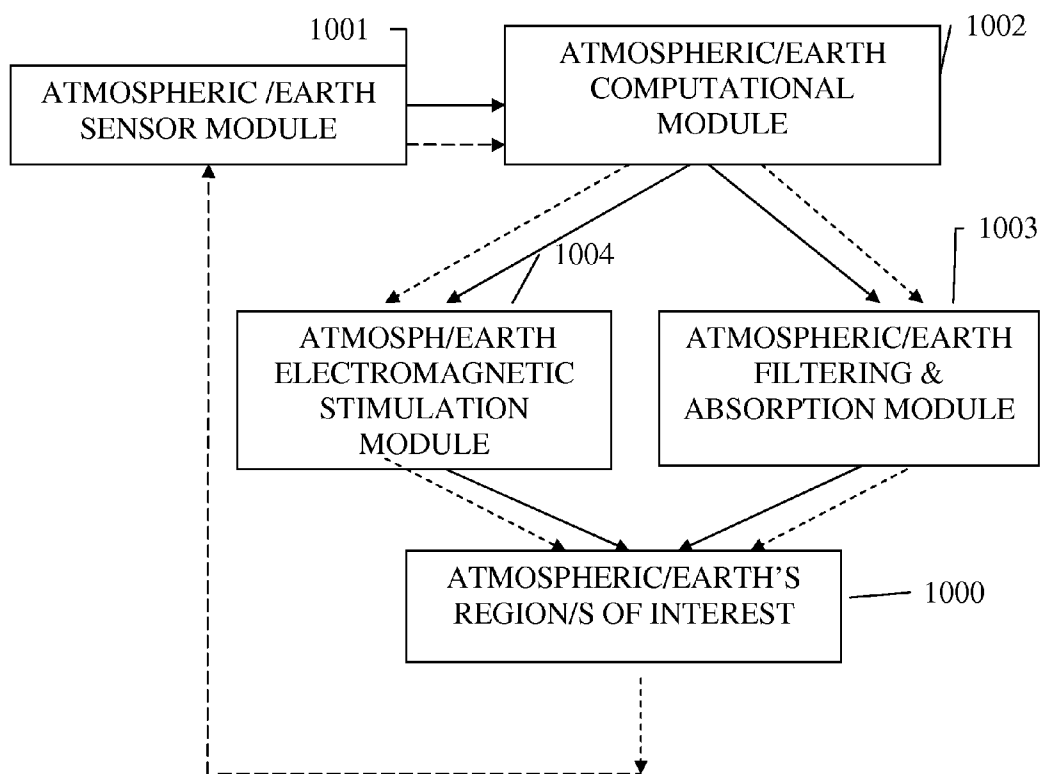 1001
ATMOSPHERIC /EARTH
SENSOR MODULE
1002
ATMOSPHERIC/EARTH
COMPUTATIONAL
MODULE
1004
ATMOSPH/EARTH
ELECTROMAGNETIC
STIMULATION
MODULE
1003
ATMOSPHERIC/EARTH
FILTERING &
ABSORPTION MODULE
ATMOSPHERIC/EARTH'S
REGION/S OF INTEREST
1000